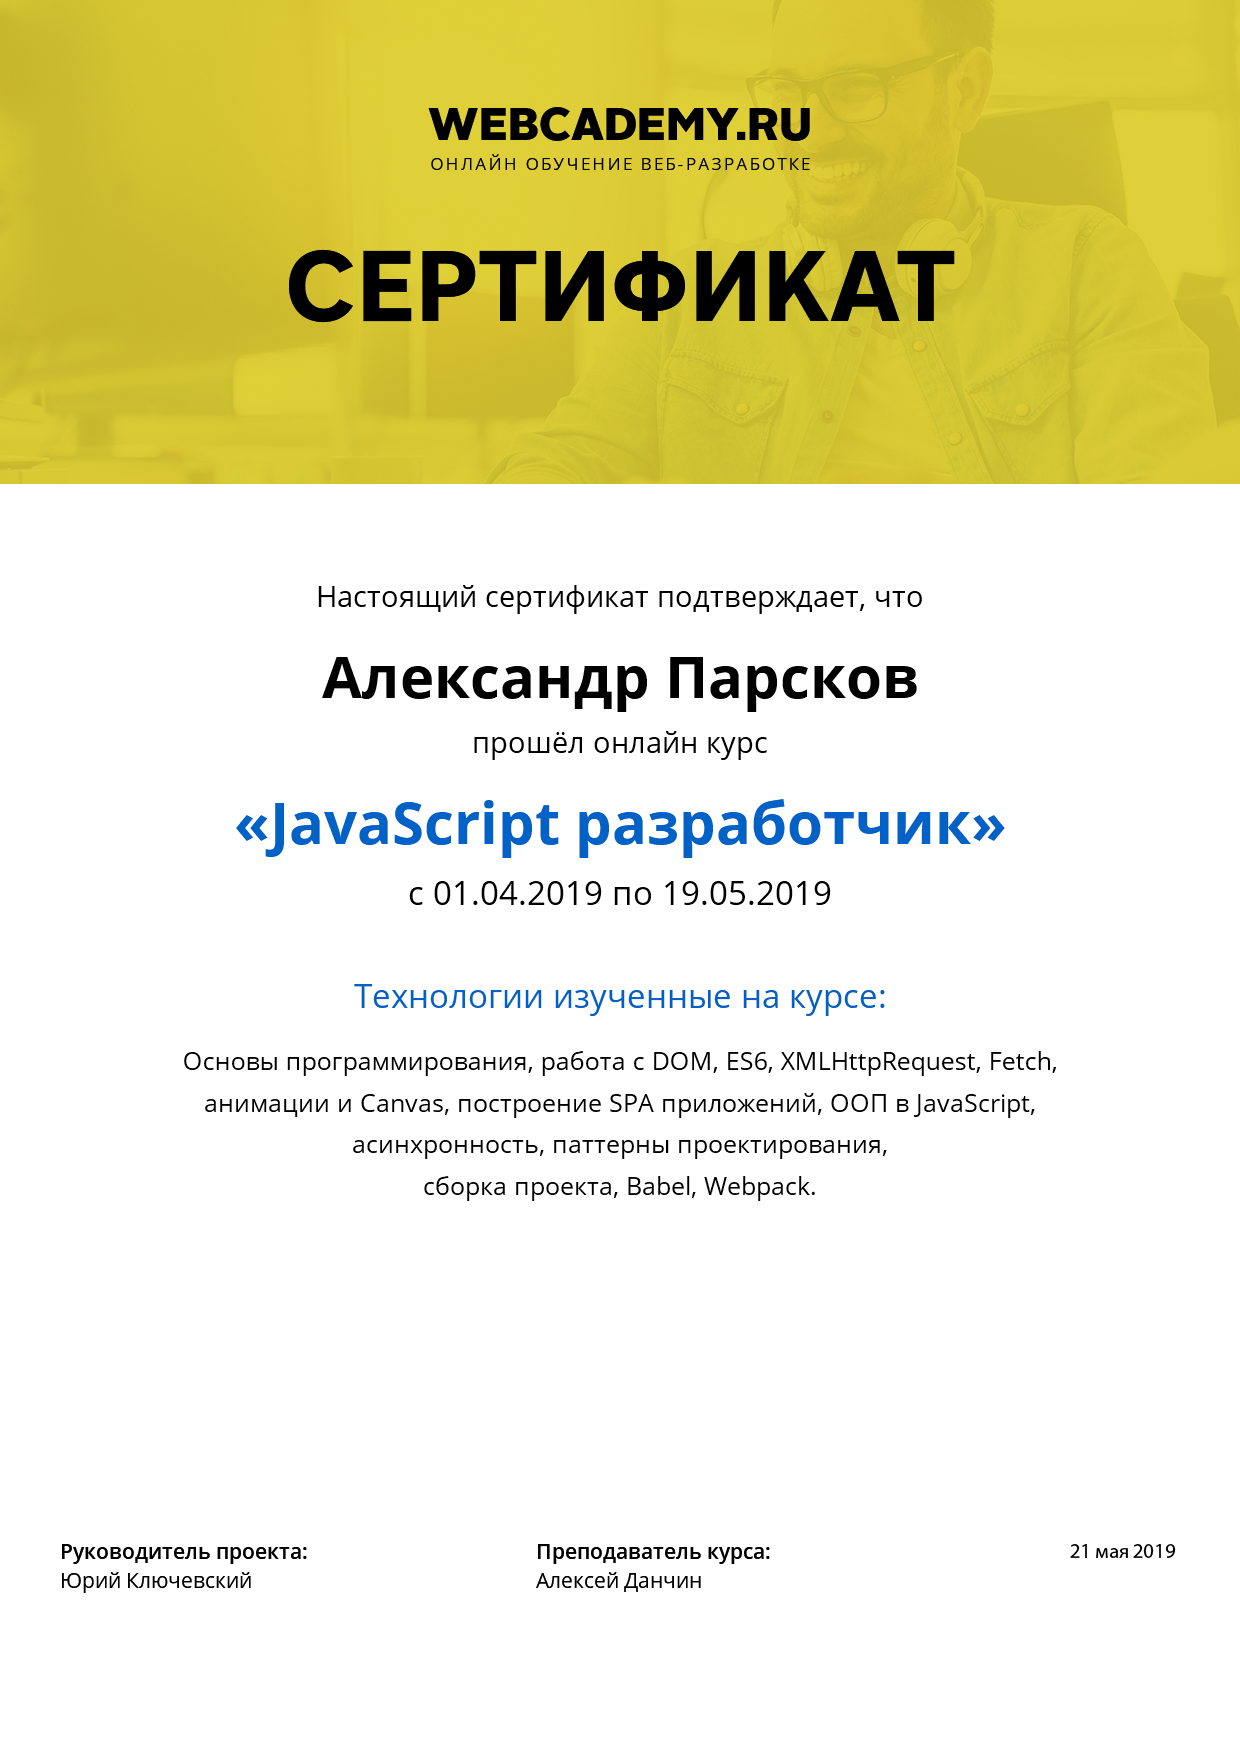 WEBCADEMY.RU
ОНЛАЙН ОБУЧЕНИЕ ВЕБ-РАЗРАБОТКЕ
СЕРТИФИКАТ
Настоящий сертификат подтверждает, что
Александр Парсков
прошёл онлайн курс
«JavaScript разработчик»
с 01.04.2019 по 19.05.2019
Технологии изученные на курсе:
Основы программирования, работа с DOM, ES6, XMLHttpRequest, Fetch,
анимации и Canvas, построение SPA приложений, ООП в JavaScript,
асинхронность, паттерны проектирования,
сборка проекта, Babel, Webpack.
Руководитель проекта:
Юрий Ключевский
Преподаватель курса:
Алексей Данчин
21 мая 2019